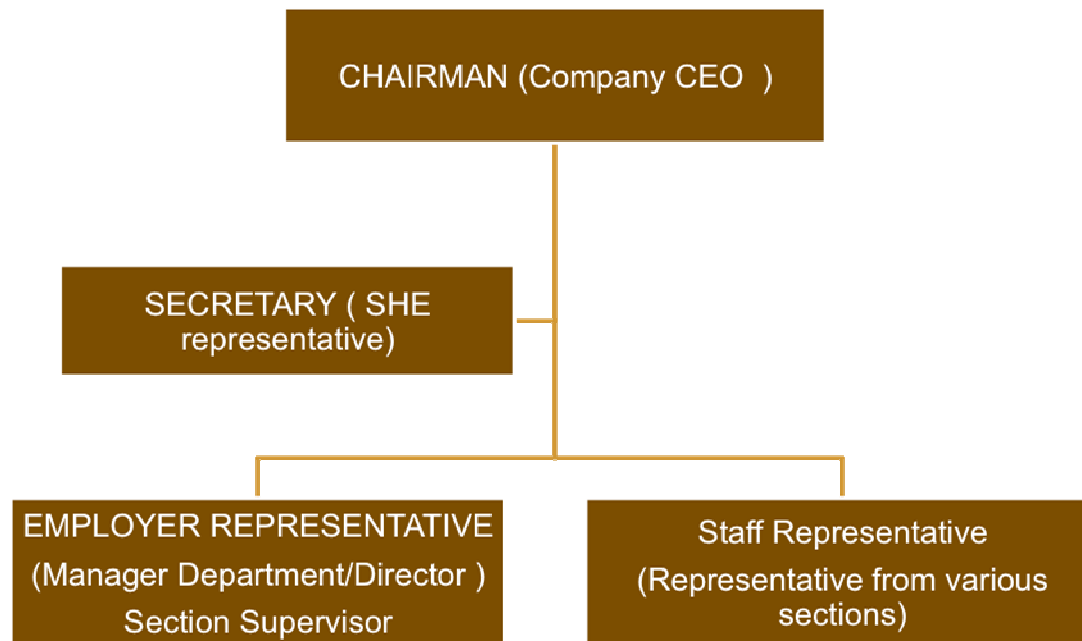 CHAIRMAN (Company CEO  )
SECRETARY ( SHE
representative)
EMPLOYER REPRESENTATIVE
(Manager Department/Director )
Section Supervisor
Staff Representative
(Representative from various
sections)